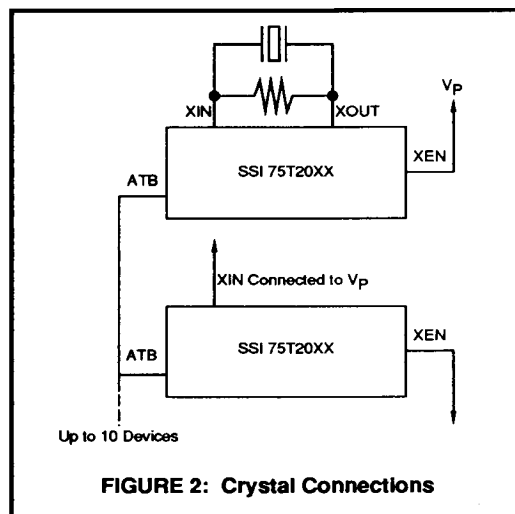 XIN XOUT VP
XEN
SSI 75T20XX
ATB
XIN Connected to VP
XEN
SSI 75T20XX
ATB
Up to 10 Devices
FIGURE 2: Crystal Connections